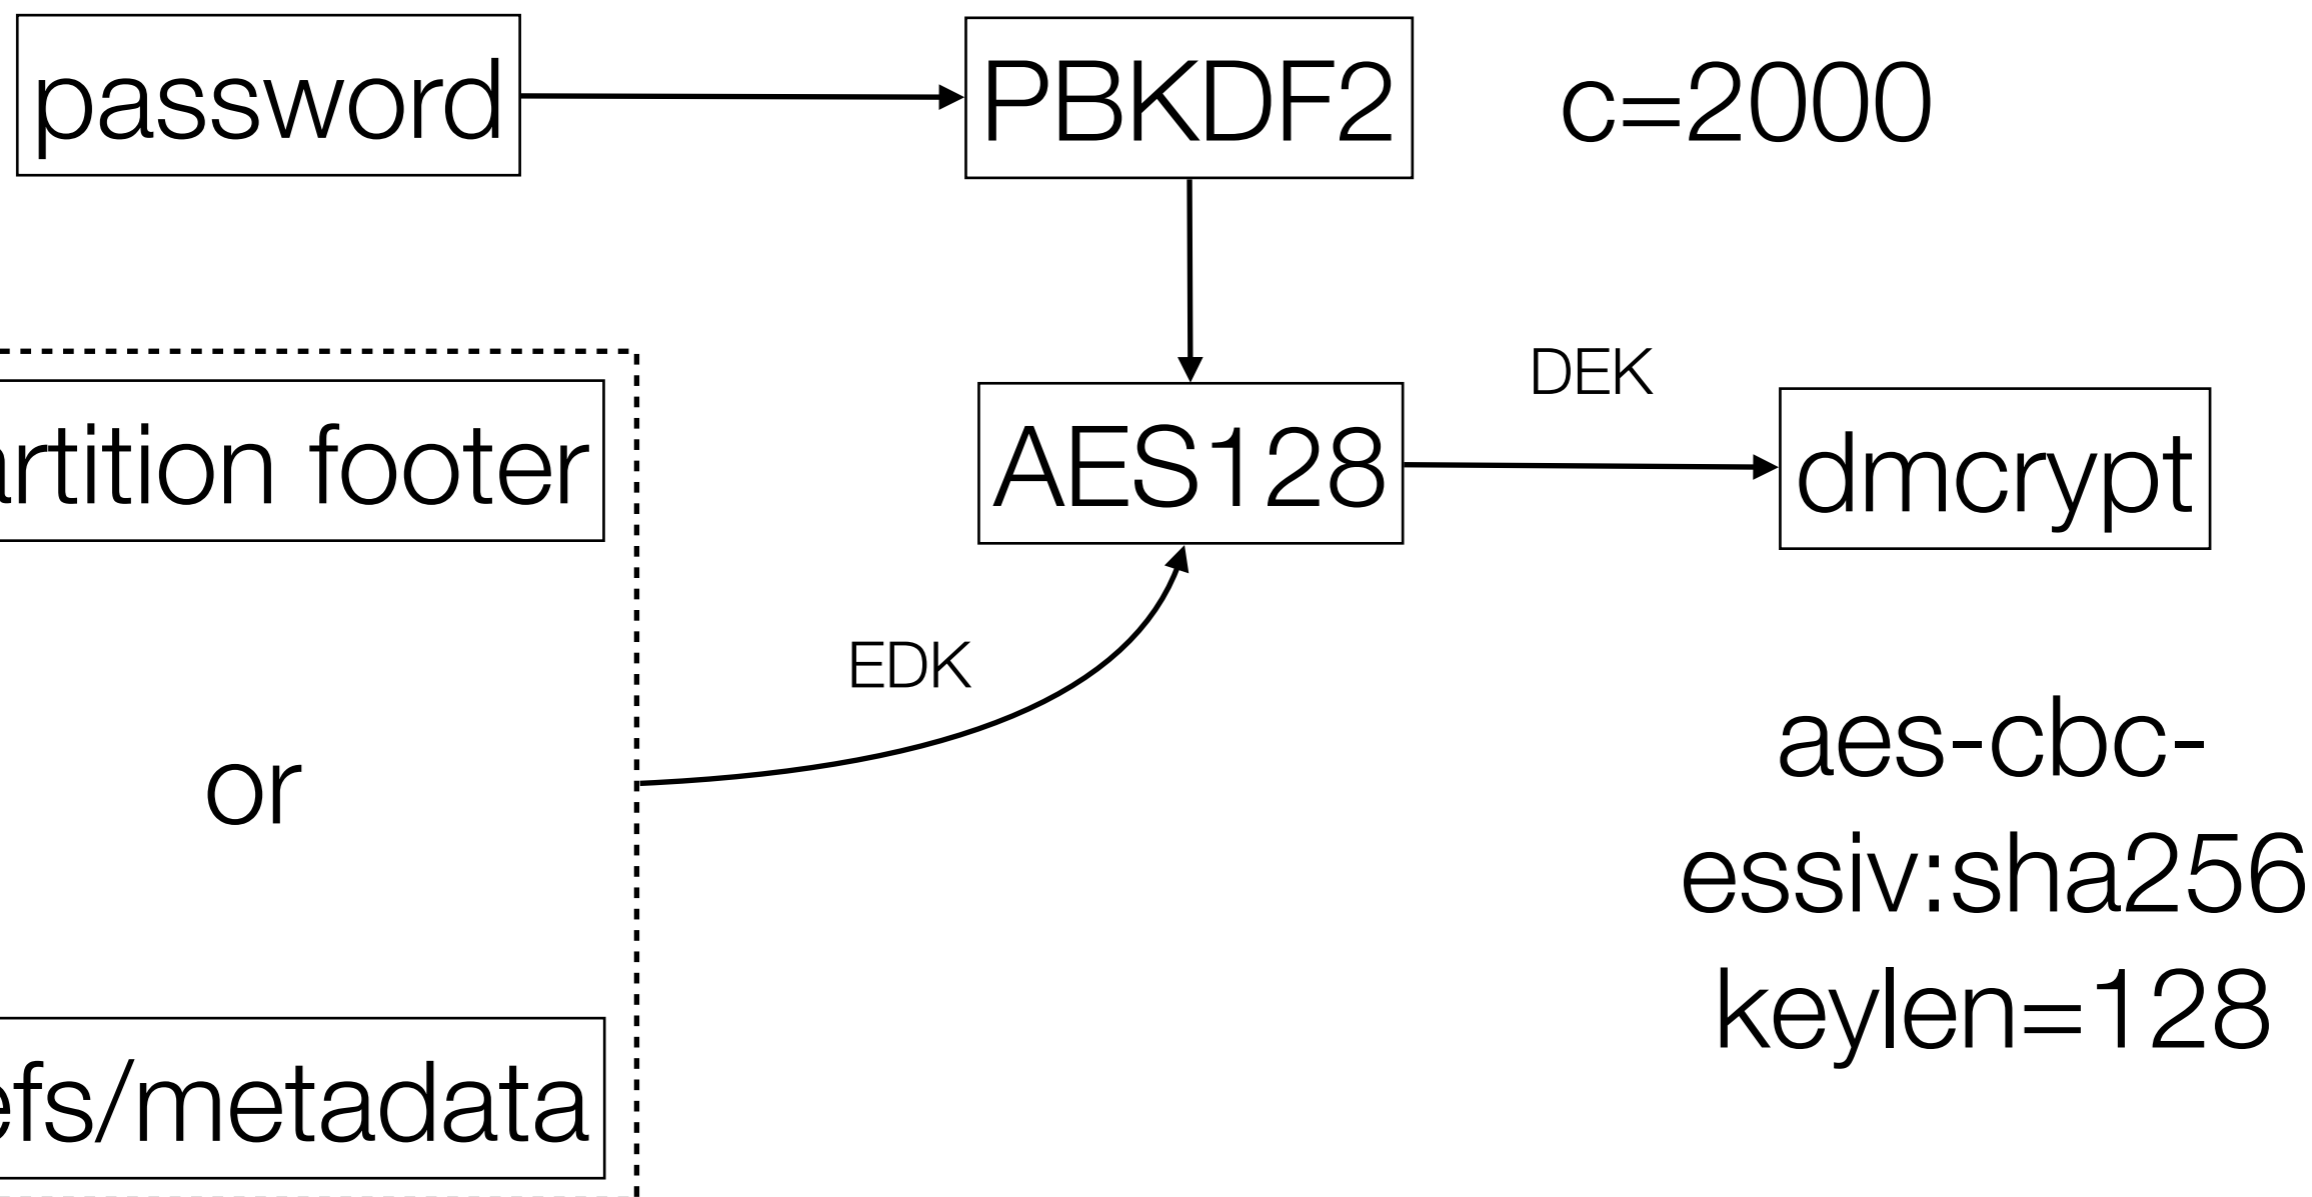 password
PBKDF2
c=2000
DEK
artition footer
AES128
dmcrypt
EDK
or
aes-cbc-
essiv:sha256
keylen=128
efs/metadata